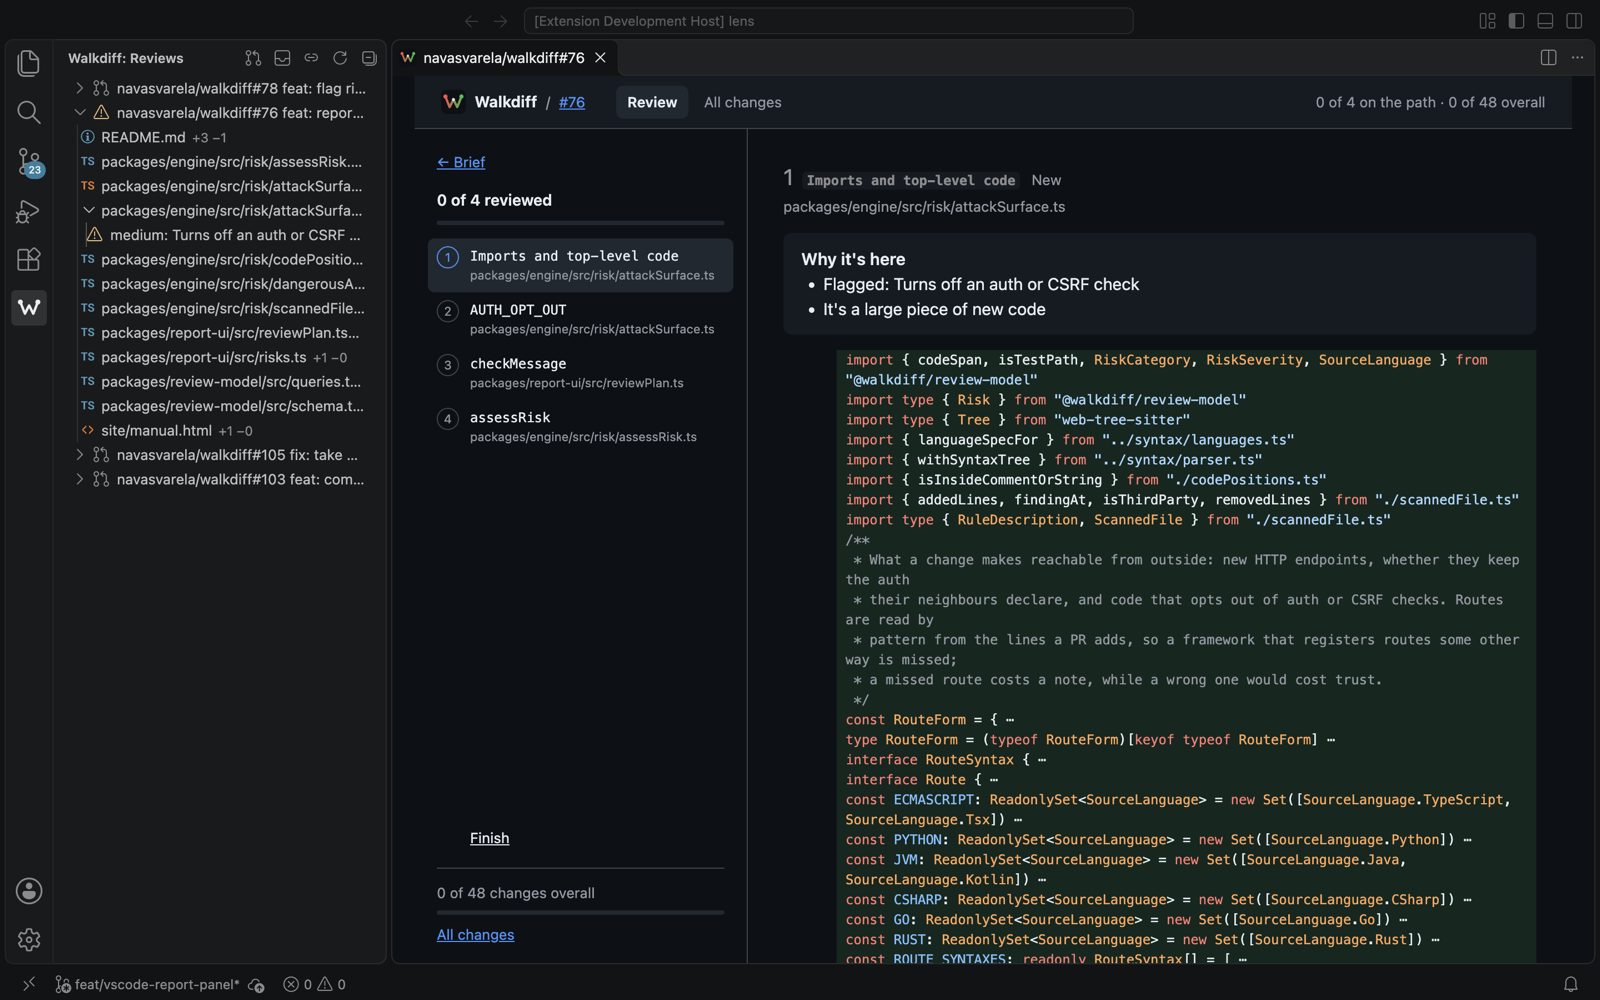 [Extension Development Host] lens
Walkdiff: Reviews
navasvarela/walkdiff#78 feat: flag ri...
navasvarela/walkdiff#76 feat: repor...
README.md +3 −1
TS packages/engine/src/risk/assessRisk....
TS packages/engine/src/risk/attackSurfa...
packages/engine/src/risk/attackSurfa...
medium: Turns off an auth or CSRF ...
TS packages/engine/src/risk/codePositio...
TS packages/engine/src/risk/dangerousA...
TS packages/engine/src/risk/scannedFile...
TS packages/report-ui/src/reviewPlan.ts...
TS packages/report-ui/src/risks.ts +1 −0
TS packages/review-model/src/queries.t...
TS packages/review-model/src/schema.t...
site/manual.html +1 −0
navasvarela/walkdiff#105 fix: take ...
navasvarela/walkdiff#103 feat: com...
23
navasvarela/walkdiff#76
Walkdiff / #76
Review
All changes
0 of 4 on the path · 0 of 48 overall
← Brief
0 of 4 reviewed
1 Imports and top-level code
packages/engine/src/risk/attackSurface.ts
2 AUTH_OPT_OUT
packages/engine/src/risk/attackSurface.ts
3 checkMessage
packages/report-ui/src/reviewPlan.ts
4 assessRisk
packages/engine/src/risk/assessRisk.ts
Finish
0 of 48 changes overall
All changes
1 Imports and top-level code New
packages/engine/src/risk/attackSurface.ts
Why it's here
• Flagged: Turns off an auth or CSRF check
• It's a large piece of new code
import { codeSpan, isTestPath, RiskCategory, RiskSeverity, SourceLanguage } from
"@walkdiff/review-model"
import type { Risk } from "@walkdiff/review-model"
import type { Tree } from "web-tree-sitter"
import { languageSpecFor } from "../syntax/languages.ts"
import { withSyntaxTree } from "../syntax/parser.ts"
import { isInsideCommentOrString } from "./codePositions.ts"
import { addedLines, findingAt, isThirdParty, removedLines } from "./scannedFile.ts"
import type { RuleDescription, ScannedFile } from "./scannedFile.ts"
/**
* What a change makes reachable from outside: new HTTP endpoints, whether they keep
the auth
* their neighbours declare, and code that opts out of auth or CSRF checks. Routes
are read by
* pattern from the lines a PR adds, so a framework that registers routes some other
way is missed;
* a missed route costs a note, while a wrong one would cost trust.
*/
const RouteForm = { ⋯
type RouteForm = (typeof RouteForm)[keyof typeof RouteForm] ⋯
interface RouteSyntax { ⋯
interface Route { ⋯
const ECMASCRIPT: ReadonlySet<SourceLanguage> = new Set([SourceLanguage.TypeScript,
SourceLanguage.Tsx]) ⋯
const PYTHON: ReadonlySet<SourceLanguage> = new Set([SourceLanguage.Python]) ⋯
const JVM: ReadonlySet<SourceLanguage> = new Set([SourceLanguage.Java,
SourceLanguage.Kotlin]) ⋯
const CSHARP: ReadonlySet<SourceLanguage> = new Set([SourceLanguage.CSharp]) ⋯
const GO: ReadonlySet<SourceLanguage> = new Set([SourceLanguage.Go]) ⋯
const RUST: ReadonlySet<SourceLanguage> = new Set([SourceLanguage.Rust]) ⋯
const ROUTE_SYNTAXES: readonly RouteSyntax[] = [ ⋯
feat/vscode-report-panel*
0
0